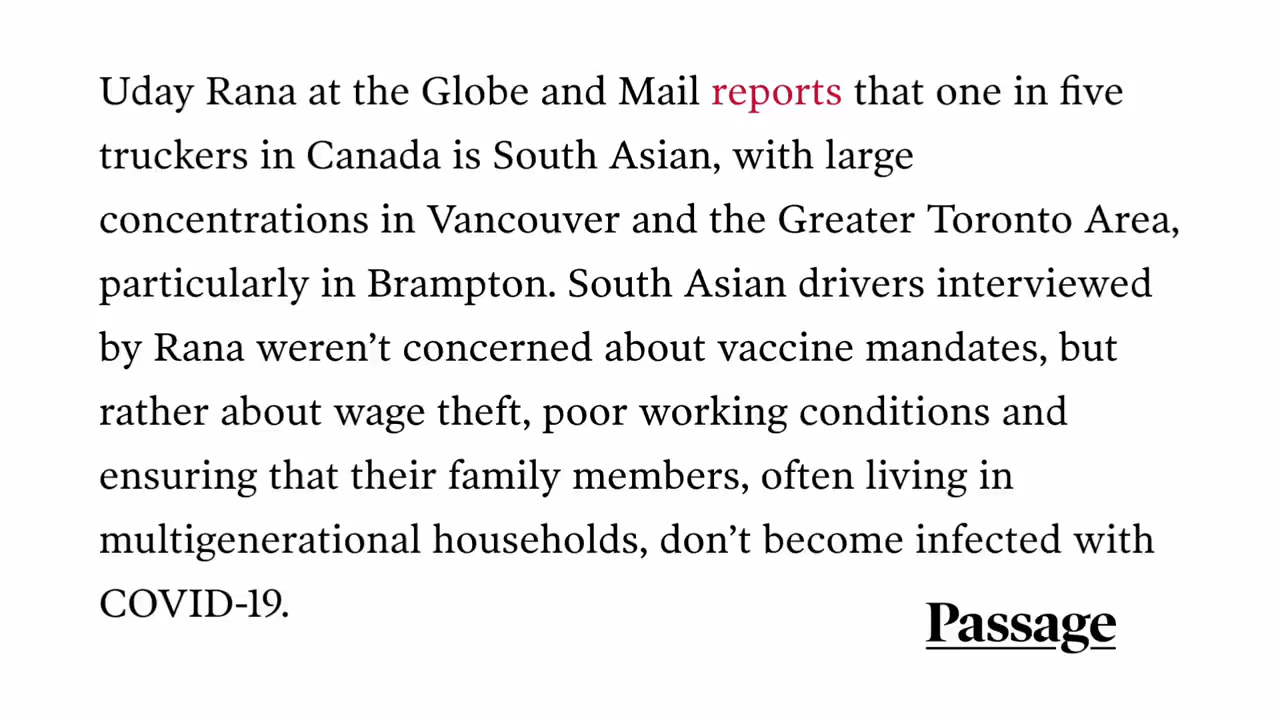 Uday Rana at the Globe and Mail reports that one in five
truckers in Canada is South Asian, with large
concentrations in Vancouver and the Greater Toronto Area,
particularly in Brampton. South Asian drivers interviewed
by Rana weren’t concerned about vaccine mandates, but
rather about wage theft, poor working conditions and
ensuring that their family members, often living in
multigenerational households, don’t become infected with
COVID-19.
Passage